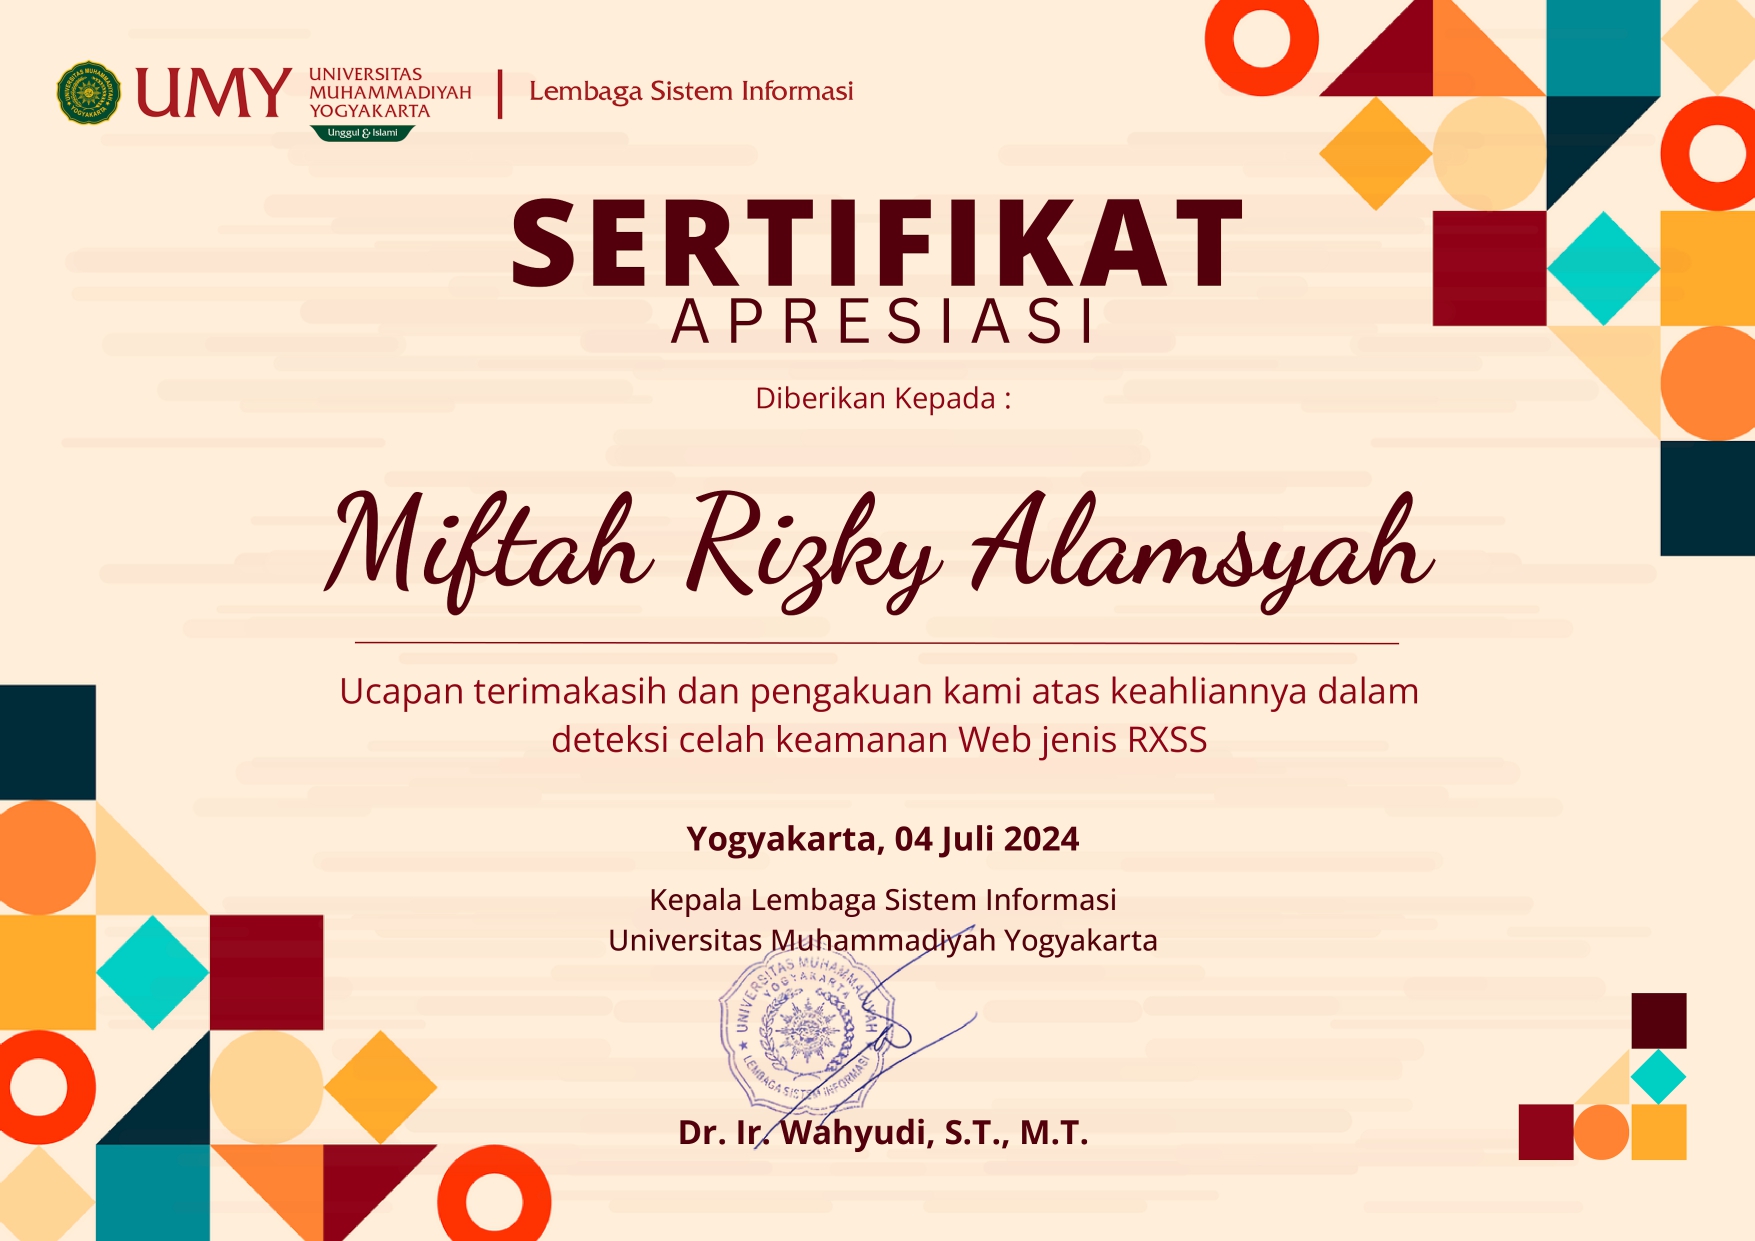 UMY
UNIVERSITAS
MUHAMMADIYAH
YOGYAKARTA
Unggul & Islami
Lembaga Sistem Informasi
SERTIFIKAT
APRESIASI
Diberikan Kepada :
Miftah Rizky Alamsyah
Ucapan terimakasih dan pengakuan kami atas keahliannya dalam
deteksi celah keamanan Web jenis RXSS
Yogyakarta, 04 Juli 2024
Kepala Lembaga Sistem Informasi
Universitas Muhammadiyah Yogyakarta
UNIVERSITAS MUHAMMADIYAH
YOGYAKARTA
LEMBAGA SISTEM INFORMASI
Dr. Ir. Wahyudi, S.T., M.T.